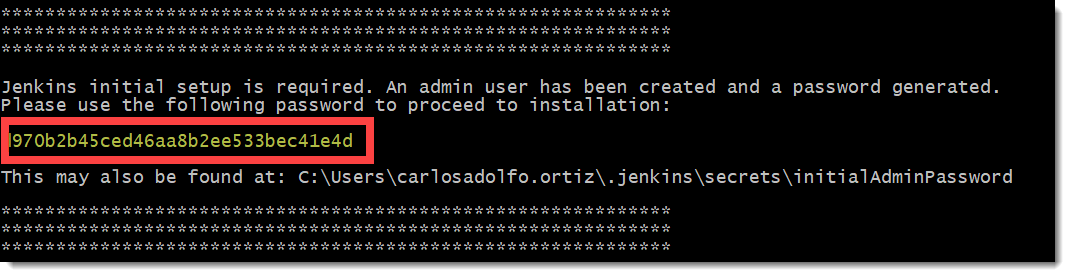 *************************************************************
*************************************************************
*************************************************************
Jenkins initial setup is required. An admin user has been created and a password generated.
Please use the following password to proceed to installation:
d970b2b45ced46aa8b2ee533bec41e4d
This may also be found at: C:\Users\carlosadolfo.ortiz\.jenkins\secrets\initialAdminPassword
*************************************************************
*************************************************************
*************************************************************